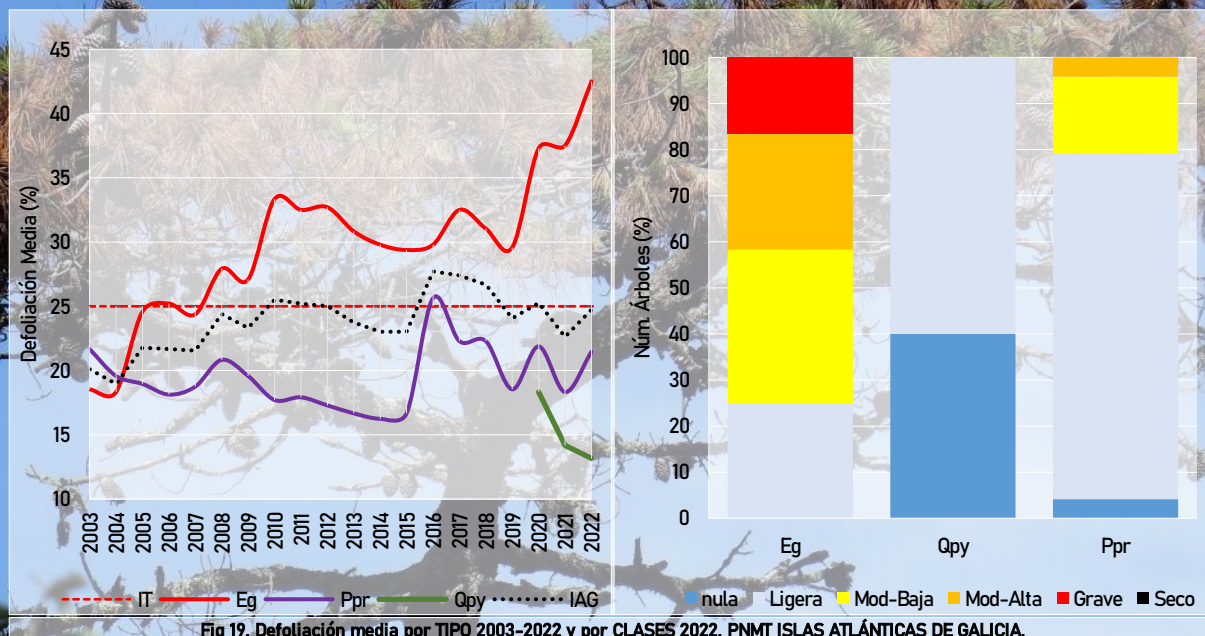 45
40
35
30
25
20
15
10
Defoliación Media (%)
2003 2004 2005 2006 2007 2008 2009 2010 2011 2012 2013 2014 2015 2016 2017 2018 2019 2020 2021 2022
IT Eg Ppr Qpy IAG
100
90
80
70
60
50
40
30
20
10
0
Núm. Árboles (%)
Eg Qpy Ppr
nula Ligera Mod-Baja Mod-Alta Grave Seco
Fig 19. Defoliación media por TIPO 2003-2022 y por CLASES 2022. PNMT ISLAS ATLÁNTICAS DE GALICIA.